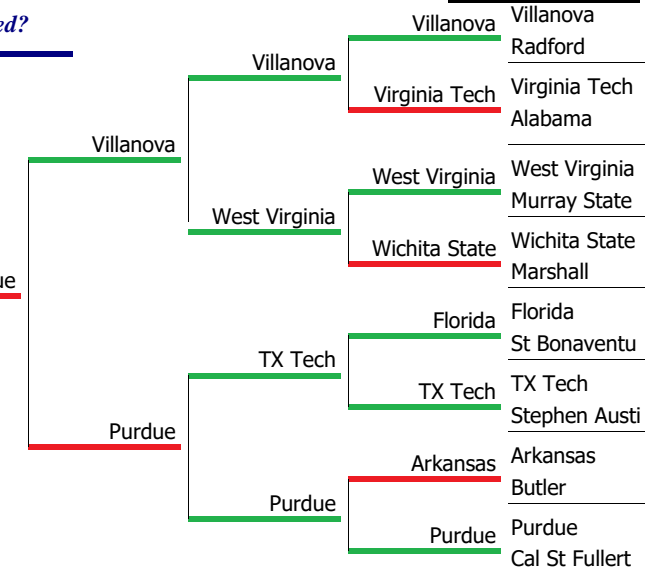 ed?
Villanova
Radford
Virginia Tech
Alabama
West Virginia
Murray State
Wichita State
Marshall
Florida
St Bonaventu
TX Tech
Stephen Austi
Arkansas
Butler
Purdue
Cal St Fullert
Villanova
Virginia Tech
West Virginia
Wichita State
Florida
TX Tech
Arkansas
Purdue
Villanova
West Virginia
TX Tech
Purdue
Villanova
Purdue
ue